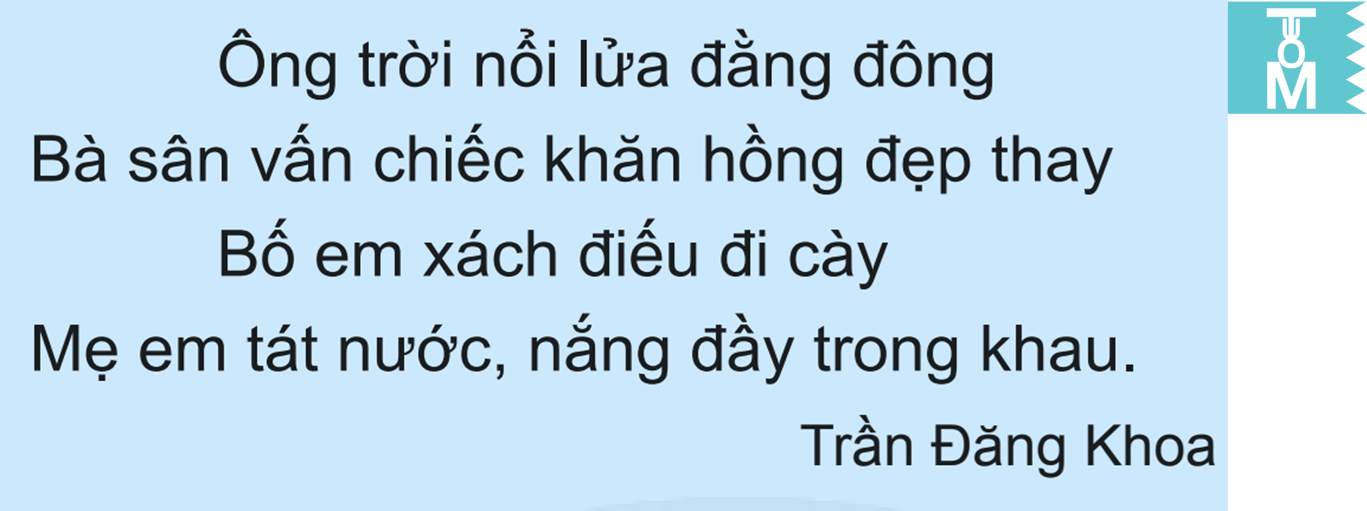 Ông trời nổi lửa đằng đông
Bà sân vấn chiếc khăn hồng đẹp thay
Bố em xách điếu đi cày
Mẹ em tát nước, nắng đầy trong khau.
Trần Đăng Khoa
TOM